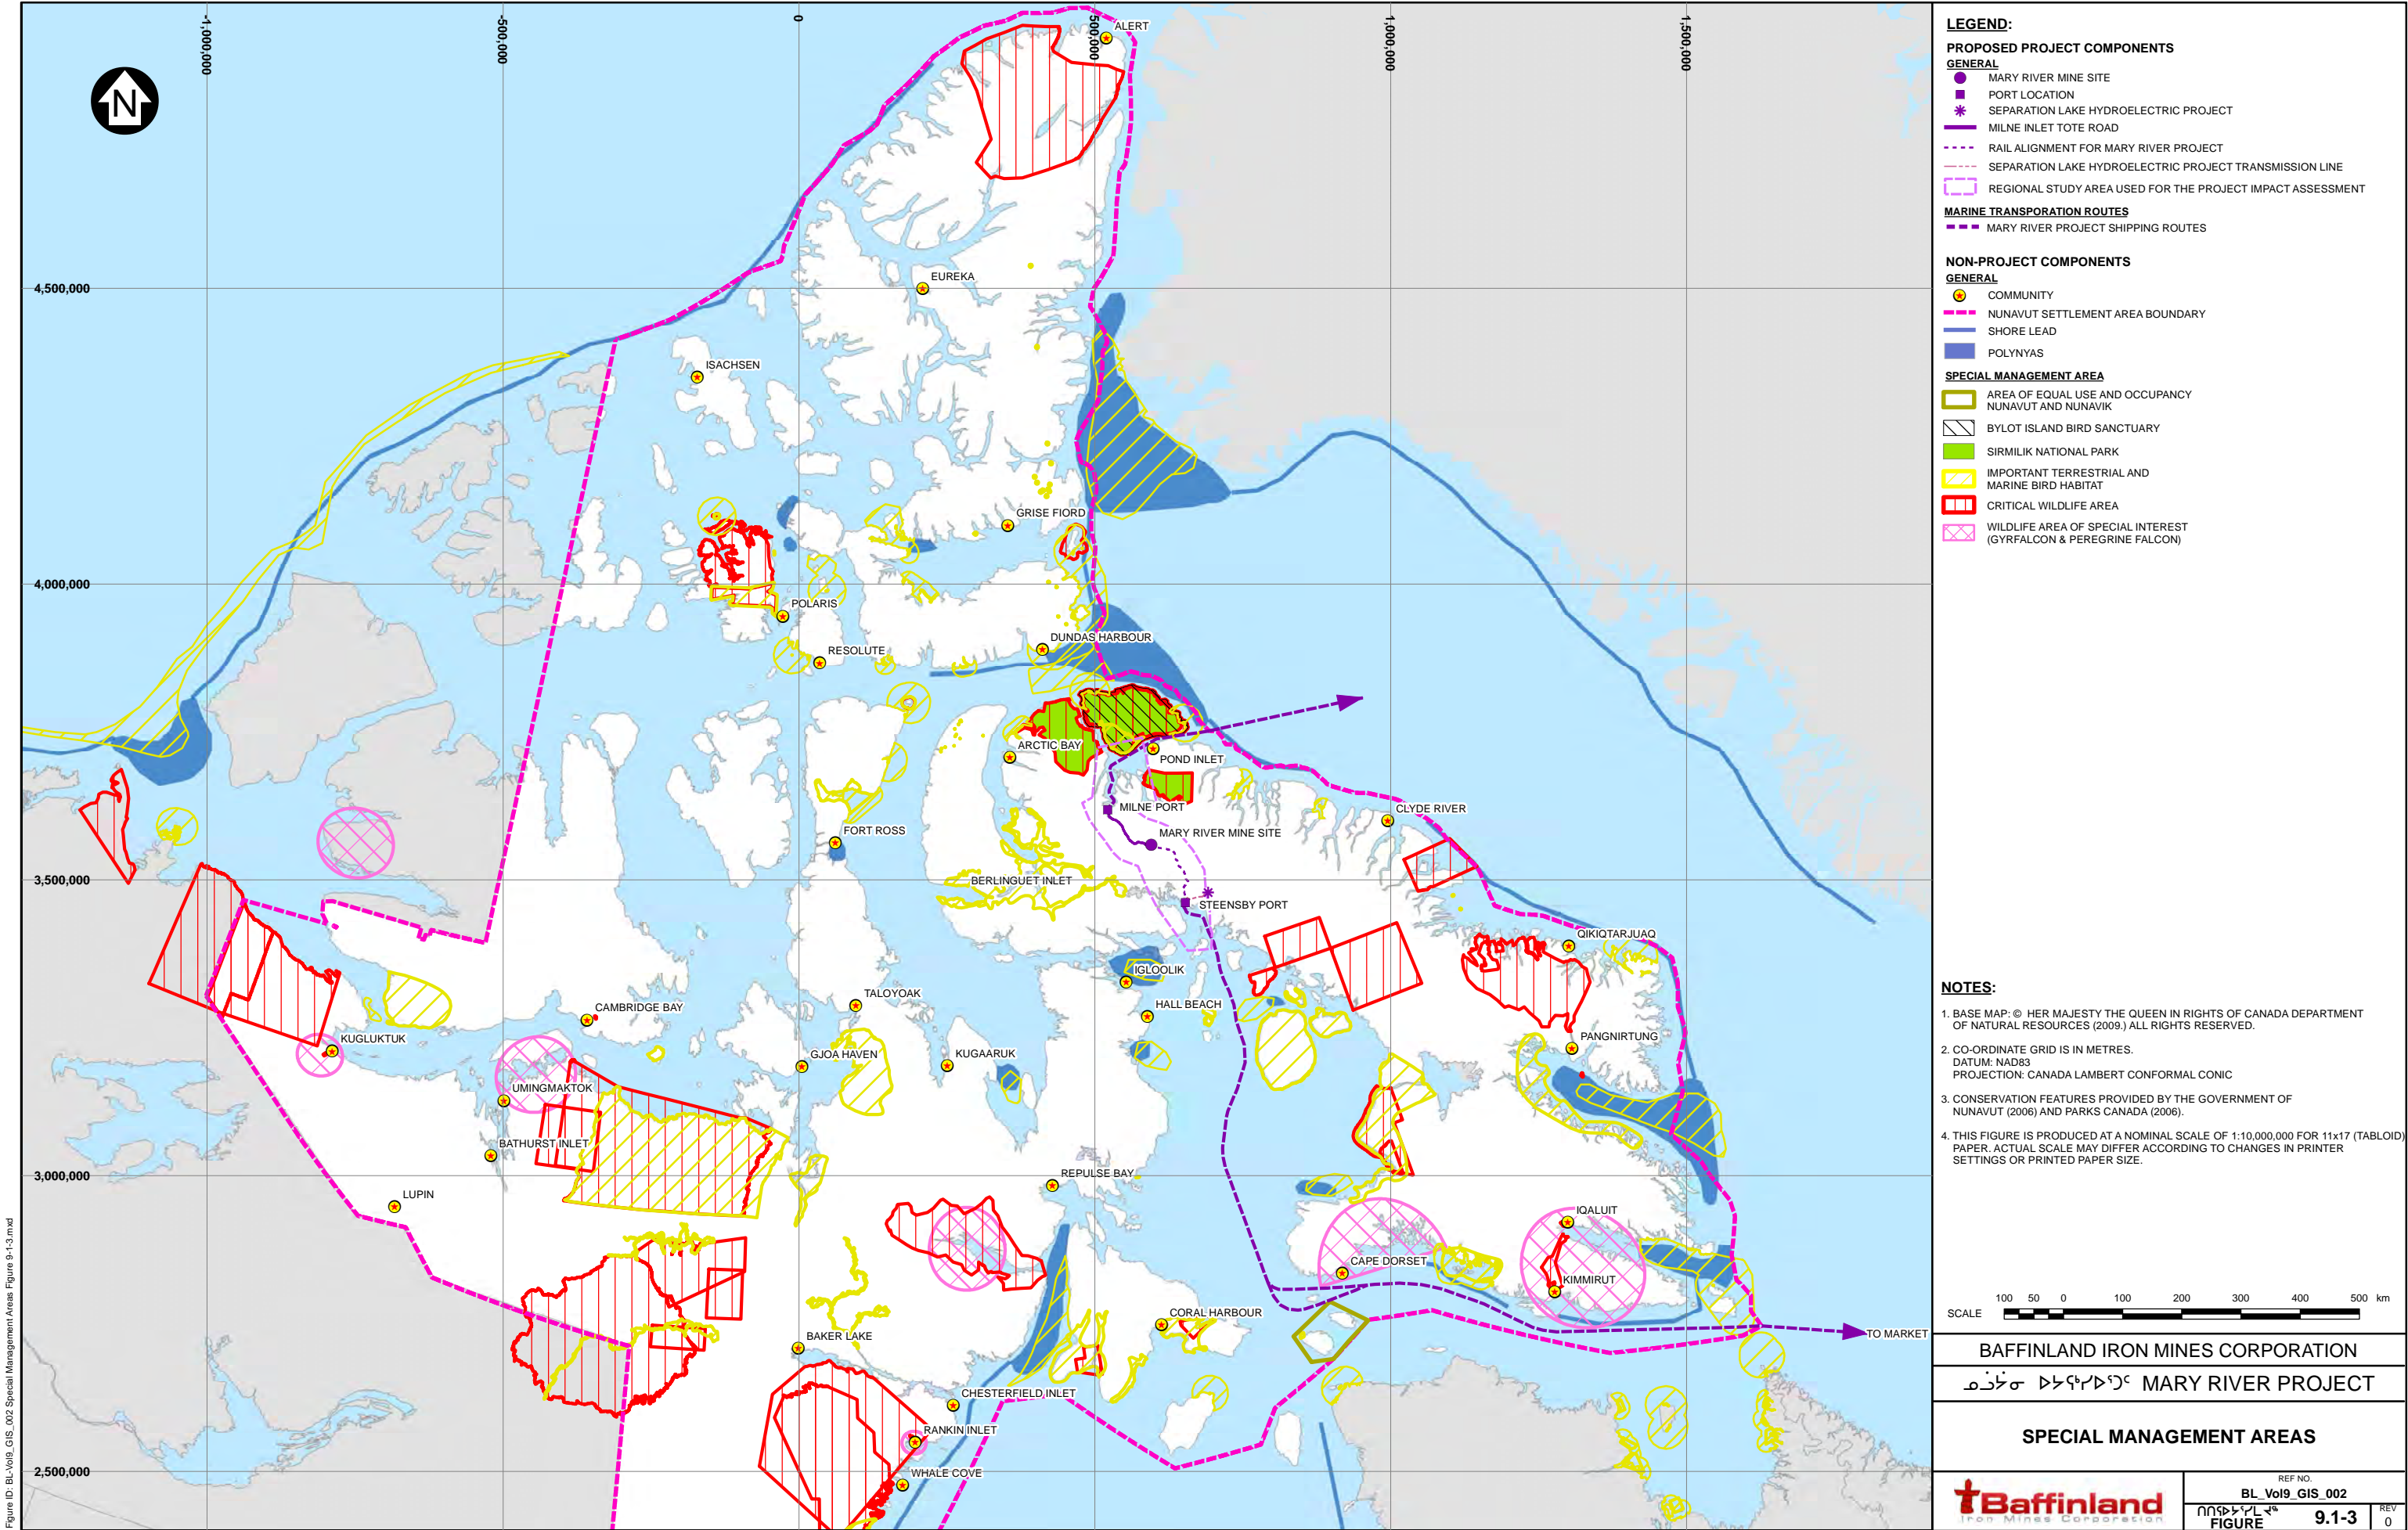 -1,000,000
-500,000
0
500,000
1,000,000
1,500,000
4,500,000
4,000,000
3,500,000
3,000,000
2,500,000
N
ALERT
EUREKA
ISACHSEN
GRISE FIORD
POLARIS
DUNDAS HARBOUR
RESOLUTE
ARCTIC BAY
POND INLET
MILNE PORT
CLYDE RIVER
FORT ROSS
MARY RIVER MINE SITE
BERLINGUET INLET
STEENSBY PORT
QIKIQTARJUAQ
IGLOOLIK
TALOYOAK
HALL BEACH
CAMBRIDGE BAY
KUGLUKTUK
PANGNIRTUNG
GJOA HAVEN
KUGAARUK
UMINGMAKTOK
BATHURST INLET
REPULSE BAY
LUPIN
IQALUIT
CAPE DORSET
KIMMIRUT
CORAL HARBOUR
BAKER LAKE
TO MARKET
CHESTERFIELD INLET
RANKIN INLET
WHALE COVE
Figure ID: BL-Vol9_GIS_002 Special Management Areas Figure 9-1-3.mxd
LEGEND:
PROPOSED PROJECT COMPONENTS
GENERAL
MARY RIVER MINE SITE
PORT LOCATION
SEPARATION LAKE HYDROELECTRIC PROJECT
MILNE INLET TOTE ROAD
RAIL ALIGNMENT FOR MARY RIVER PROJECT
SEPARATION LAKE HYDROELECTRIC PROJECT TRANSMISSION LINE
REGIONAL STUDY AREA USED FOR THE PROJECT IMPACT ASSESSMENT
MARINE TRANSPORATION ROUTES
MARY RIVER PROJECT SHIPPING ROUTES
NON-PROJECT COMPONENTS
GENERAL
COMMUNITY
NUNAVUT SETTLEMENT AREA BOUNDARY
SHORE LEAD
POLYNYAS
SPECIAL MANAGEMENT AREA
AREA OF EQUAL USE AND OCCUPANCY
NUNAVUT AND NUNAVIK
BYLOT ISLAND BIRD SANCTUARY
SIRMILIK NATIONAL PARK
IMPORTANT TERRESTRIAL AND
MARINE BIRD HABITAT
CRITICAL WILDLIFE AREA
WILDLIFE AREA OF SPECIAL INTEREST
(GYRFALCON & PEREGRINE FALCON)
NOTES:
1. BASE MAP: © HER MAJESTY THE QUEEN IN RIGHTS OF CANADA DEPARTMENT
OF NATURAL RESOURCES (2009.) ALL RIGHTS RESERVED.
2. CO-ORDINATE GRID IS IN METRES.
DATUM: NAD83
PROJECTION: CANADA LAMBERT CONFORMAL CONIC
3. CONSERVATION FEATURES PROVIDED BY THE GOVERNMENT OF
NUNAVUT (2006) AND PARKS CANADA (2006).
4. THIS FIGURE IS PRODUCED AT A NOMINAL SCALE OF 1:10,000,000 FOR 11x17 (TABLOID)
PAPER. ACTUAL SCALE MAY DIFFER ACCORDING TO CHANGES IN PRINTER
SETTINGS OR PRINTED PAPER SIZE.
100 50 0 100 200 300 400 500 km
SCALE
BAFFINLAND IRON MINES CORPORATION
ᓄᓘᔮᓂ ᐅᔭᕋᒃᓯᐅᕐᑐᑦ MARY RIVER PROJECT
SPECIAL MANAGEMENT AREAS
Baffinland
Iron Mines Corporation
REF NO.
BL_Vol9_GIS_002
FIGURE 9.1-3
REV
0